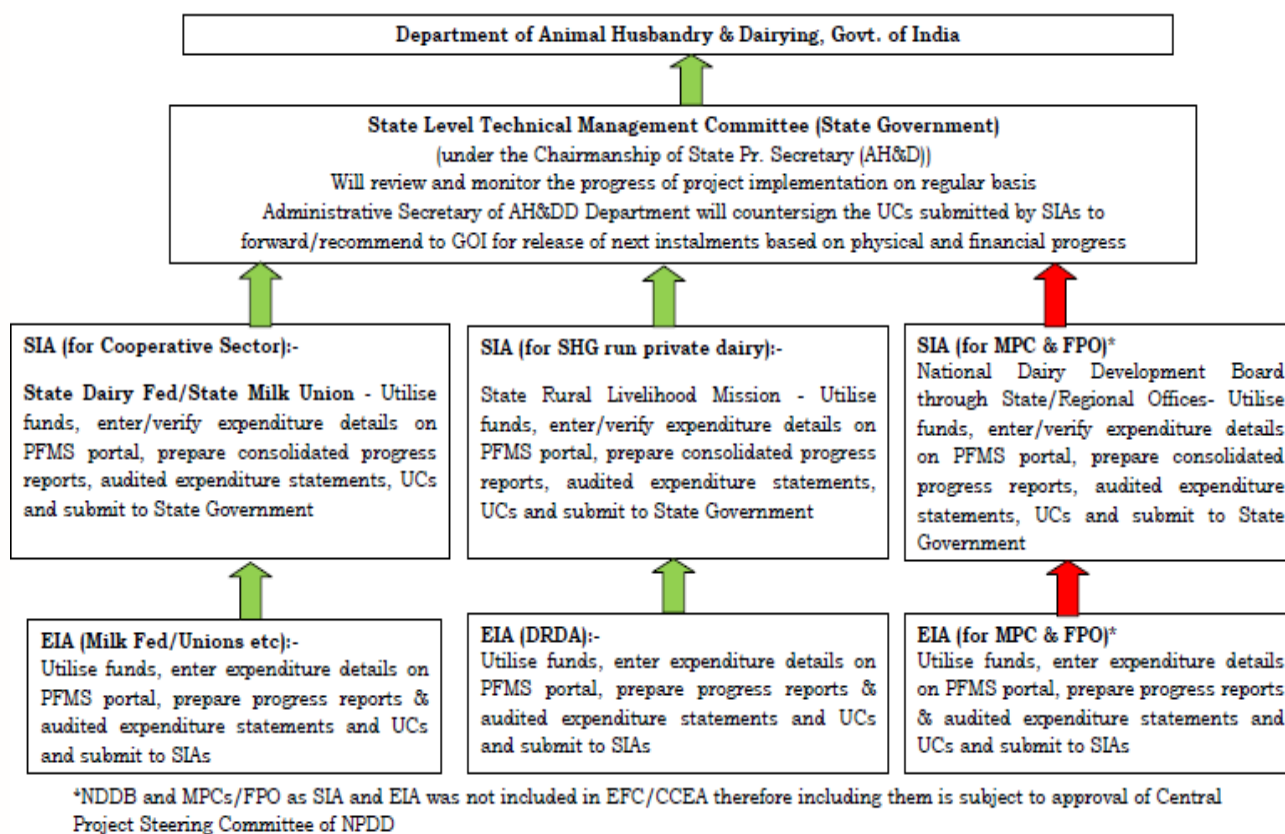 Department of Animal Husbandry & Dairying, Govt. of India
State Level Technical Management Committee (State Government)
(under the Chairmanship of State Pr. Secretary (AH&D))
Will review and monitor the progress of project implementation on regular basis
Administrative Secretary of AH&DD Department will countersign the UCs submitted by SIAs to
forward/recommend to GOI for release of next instalments based on physical and financial progress
SIA (for Cooperative Sector):-
State Dairy Fed/State Milk Union - Utilise
funds, enter/verify expenditure details on
PFMS portal, prepare consolidated progress
reports, audited expenditure statements, UCs
and submit to State Government
SIA (for SHG run private dairy):-
State Rural Livelihood Mission - Utilise
funds, enter/verify expenditure details on
PFMS portal, prepare consolidated progress
reports, audited expenditure statements,
UCs and submit to State Government
SIA (for MPC & FPO)*
National Dairy Development Board
through State/Regional Offices- Utilise
funds, enter/verify expenditure details
on PFMS portal, prepare consolidated
progress reports, audited expenditure
statements, UCs and submit to State
Government
EIA (Milk Fed/Unions etc):-
Utilise funds, enter expenditure details on
PFMS portal, prepare progress reports &
audited expenditure statements and UCs
and submit to SIAs
EIA (DRDA):-
Utilise funds, enter expenditure details on
PFMS portal, prepare progress reports &
audited expenditure statements and UCs
and submit to SIAs
EIA (for MPC & FPO)*
Utilise funds, enter expenditure details
on PFMS portal, prepare progress reports
& audited expenditure statements and
UCs and submit to SIAs
*NDDB and MPCs/FPO as SIA and EIA was not included in EFC/CCEA therefore including them is subject to approval of Central
Project Steering Committee of NPDD